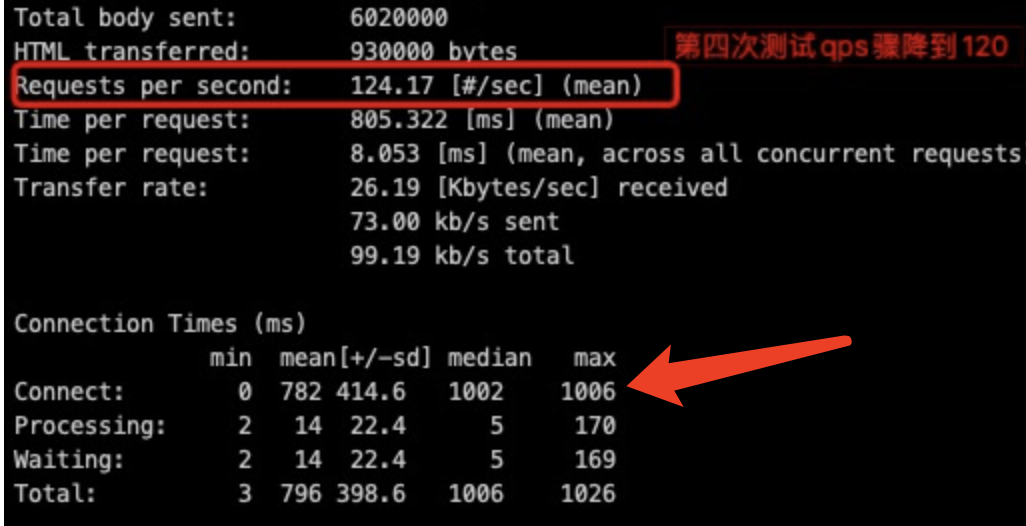 Total body sent: 6020000
HTML transferred: 930000 bytes
第四次测试qps骤降到120
Requests per second: 124.17 [#/sec] (mean)
Time per request: 805.322 [ms] (mean)
Time per request: 8.053 [ms] (mean, across all concurrent requests
Transfer rate: 26.19 [Kbytes/sec] received
73.00 kb/s sent
99.19 kb/s total
Connection Times (ms)
min mean[+/-sd] median max
Connect: 0 782 414.6 1002 1006
Processing: 2 14 22.4 5 170
Waiting: 2 14 22.4 5 169
Total: 3 796 398.6 1006 1026